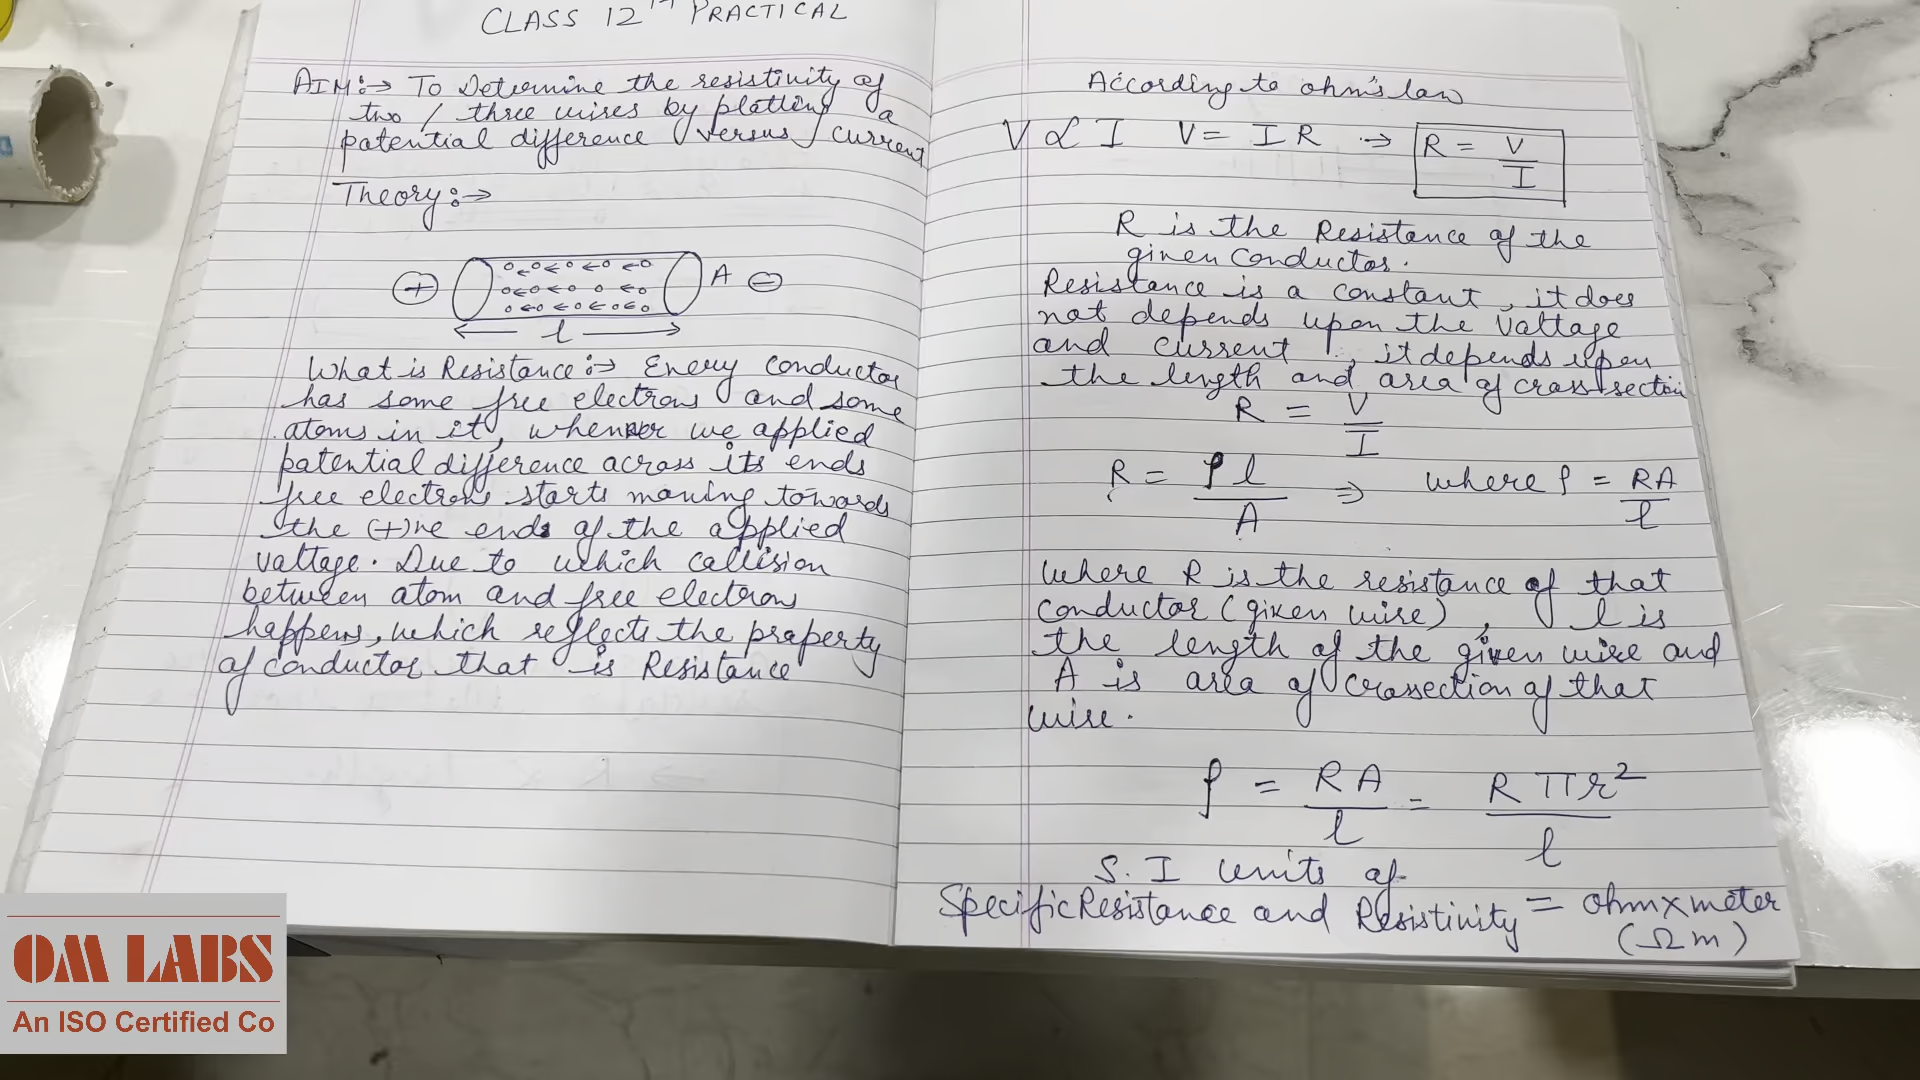 CLASS 12TH PRACTICAL
AIM:→ To Determine the resistivity of
two / three wires by plotting a
potential difference versus current
Theory:→
+ A −
l
What is Resistance:→ Every conductor
has some free electrons and some
atoms in it, whenever we applied
potential difference across its ends
free electrons starts moving towards
the (+)ve ends of the applied
voltage. Due to which collision
between atom and free electrons
happens, which reflects the property
of conductor that is Resistance
According to ohm's law
V ∝ I V = I R → R = V/I
R is the Resistance of the
given conductor.
Resistance is a constant, it does
not depends upon the voltage
and current, it depends upon
the length and area of cross section
R = V/I
R = ρl/A ⇒ where ρ = RA/l
where R is the resistance of that
conductor (given wire), l is
the length of the given wire and
A is area of crossection of that
wire.
ρ = RA/l = Rπr²/l
S.I units of
Specific Resistance and Resistivity = ohm×meter
(Ωm)
OM LABS
An ISO Certified Co